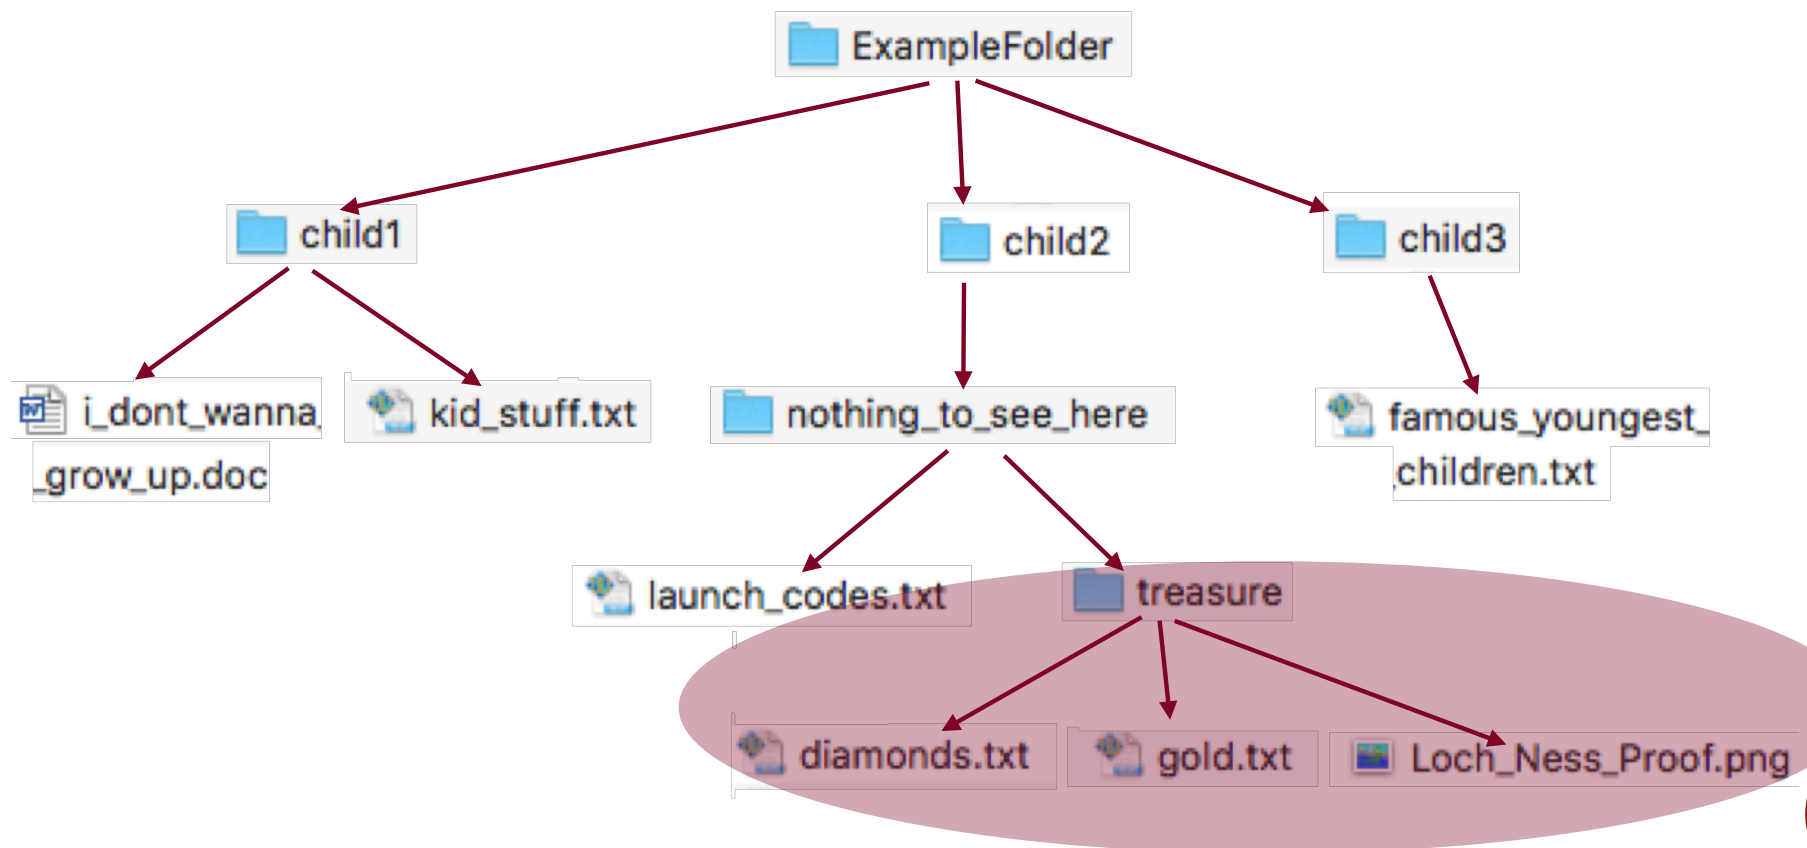 ExampleFolder
child1
child2
child3
i_dont_wanna_
_grow_up.doc
kid_stuff.txt
nothing_to_see_here
famous_youngest_
_children.txt
launch_codes.txt
treasure
diamonds.txt
gold.txt
Loch_Ness_Proof.png